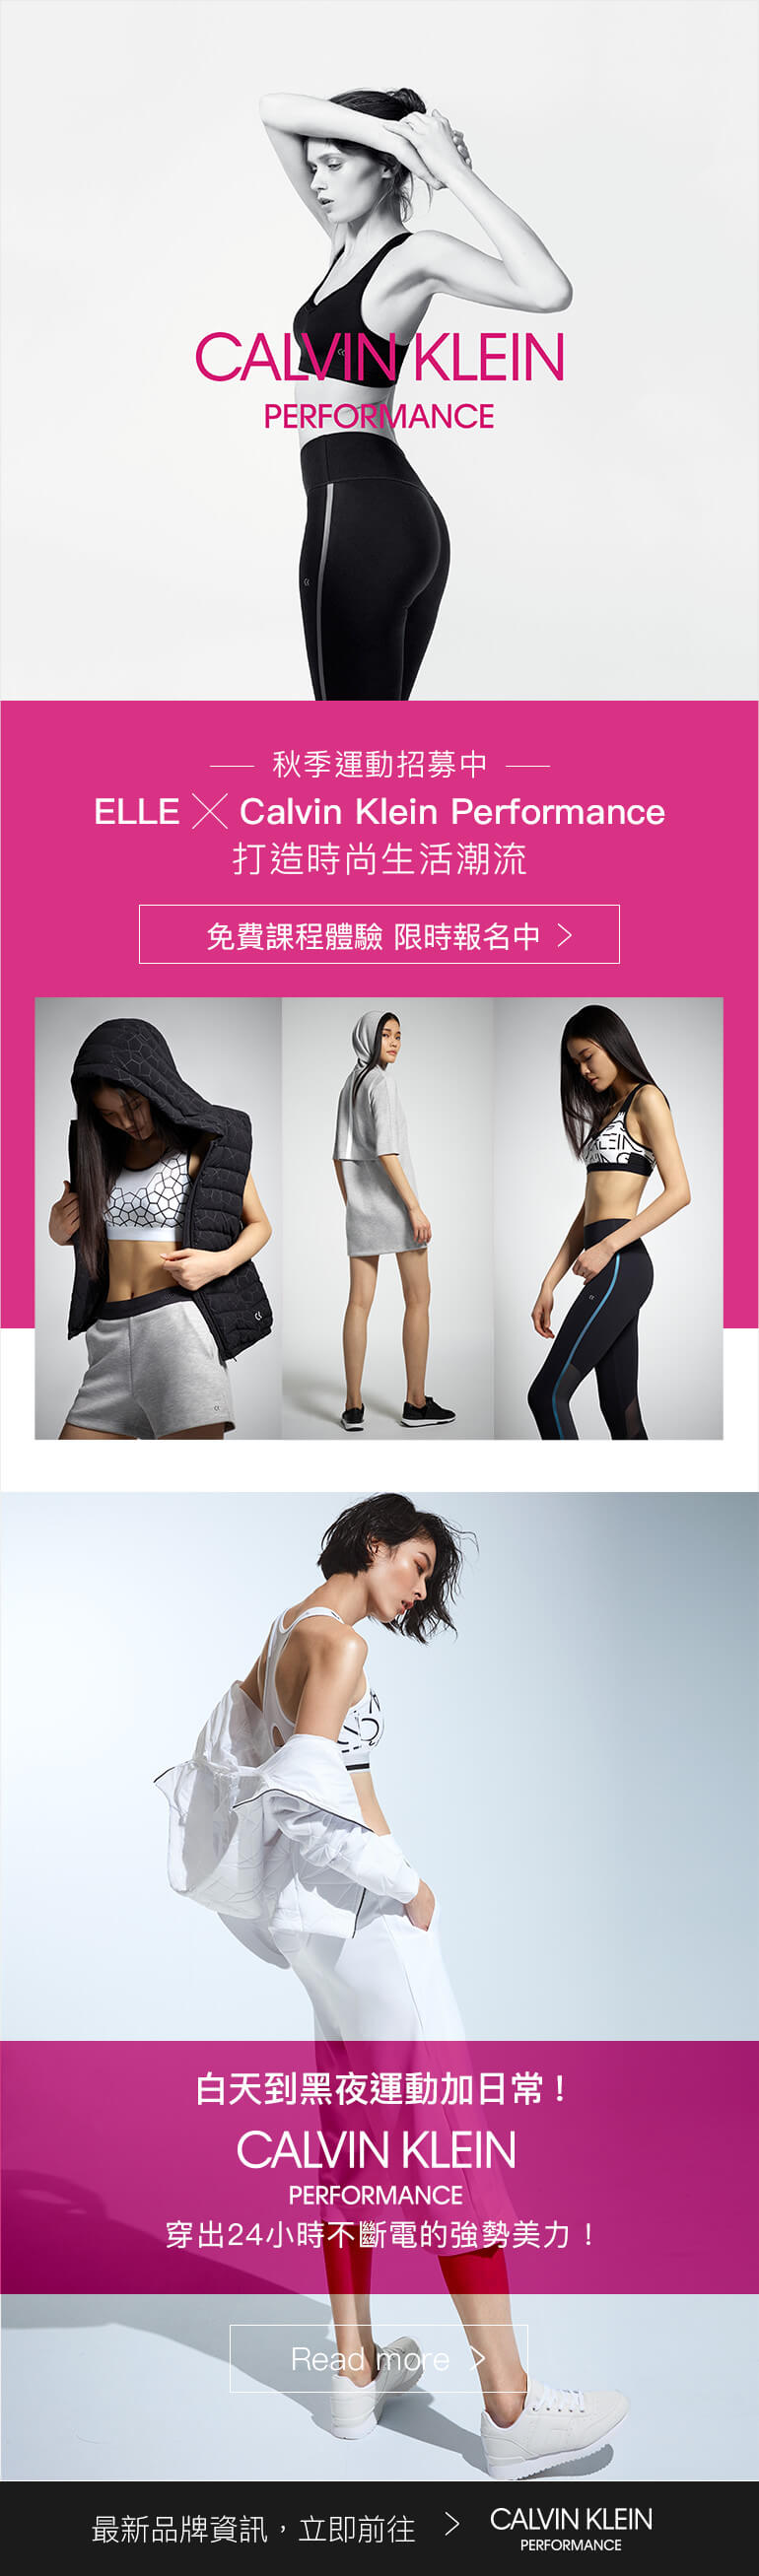 CALVIN KLEIN
PERFORMANCE
秋季運動招募中
ELLE × Calvin Klein Performance
打造時尚生活潮流
免費課程體驗 限時報名中 >
白天到黑夜運動加日常！
CALVIN KLEIN
PERFORMANCE
穿出24小時不斷電的強勢美力！
Read more >
最新品牌資訊，立即前往 > CALVIN KLEIN
PERFORMANCE